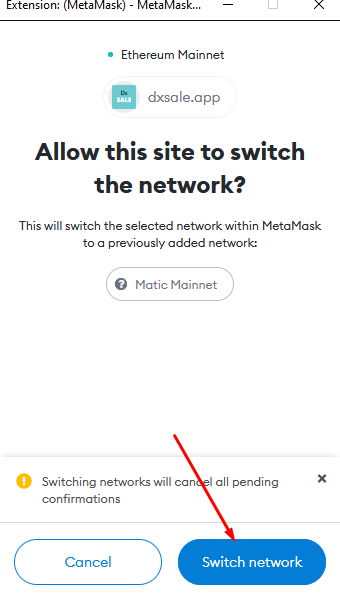 Extension: (MetaMask) - MetaMask...
Ethereum Mainnet
Dx
SALE
dxsale.app
Allow this site to switch
the network?
This will switch the selected network within MetaMask
to a previously added network:
? Matic Mainnet
Switching networks will cancel all pending
confirmations
Cancel
Switch network